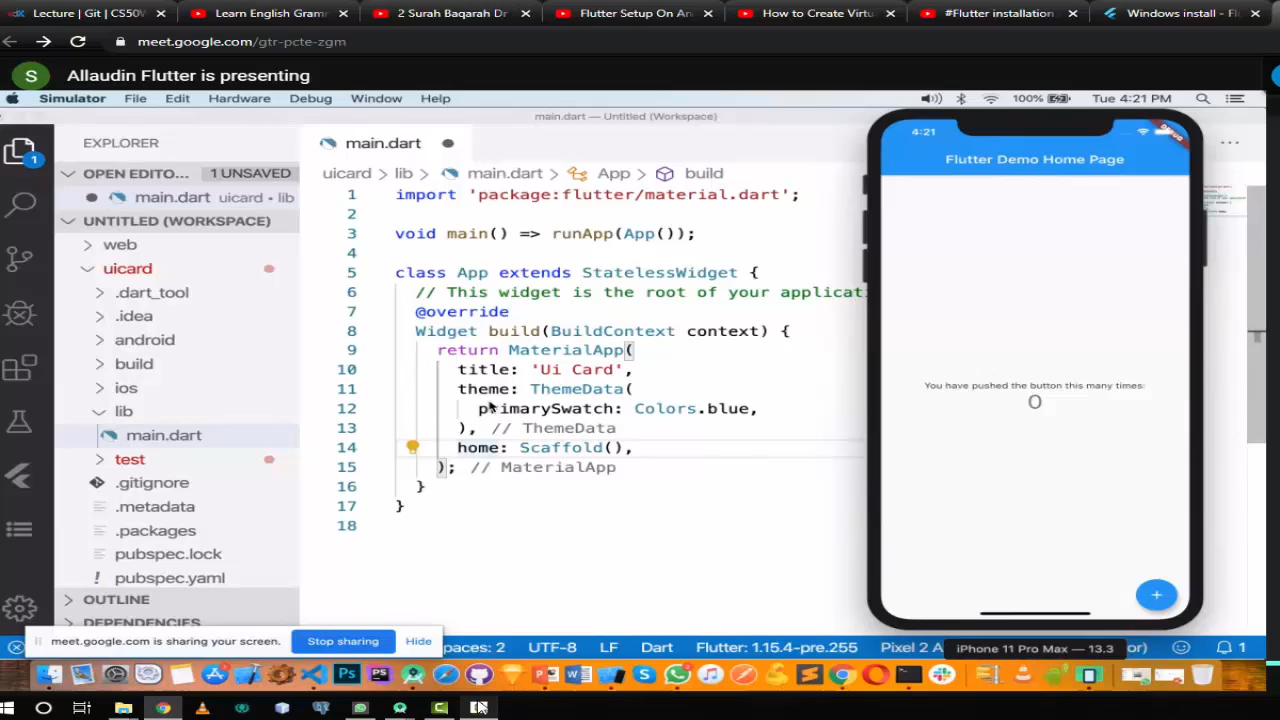 Lecture | Git | CS50W
Learn English Gram
2 Surah Baqarah D
Flutter Setup On An
How to Create Virtu
#Flutter installation
Windows install - Fl
meet.google.com/gtr-pcte-zgm
S
Allaudin Flutter is presenting
Simulator File Edit Hardware Debug Window Help
100%
Tue 4:21 PM
main.dart — Untitled (Workspace)
EXPLORER
OPEN EDITO... 1 UNSAVED
main.dart uicard • lib
UNTITLED (WORKSPACE)
web
uicard
.dart_tool
.idea
android
build
ios
lib
main.dart
test
.gitignore
.metadata
.packages
pubspec.lock
! pubspec.yaml
OUTLINE
DEPENDENCIES
1
main.dart
uicard > lib > main.dart > App > build
1 import 'package:flutter/material.dart';
2
3 void main() => runApp(App());
4
5 class App extends StatelessWidget {
6 // This widget is the root of your applicati
7 @override
8 Widget build(BuildContext context) {
9 return MaterialApp(
10 title: 'Ui Card',
11 theme: ThemeData(
12 primarySwatch: Colors.blue,
13 ), // ThemeData
14 home: Scaffold(),
15 ); // MaterialApp
16 }
17 }
18
4:21
DEBUG
Flutter Demo Home Page
You have pushed the button this many times:
0
+
meet.google.com is sharing your screen. Stop sharing Hide
paces: 2 UTF-8 LF Dart Flutter: 1.15.4-pre.255 Pixel 2 or) 1
iPhone 11 Pro Max — 13.3
Ps
PS